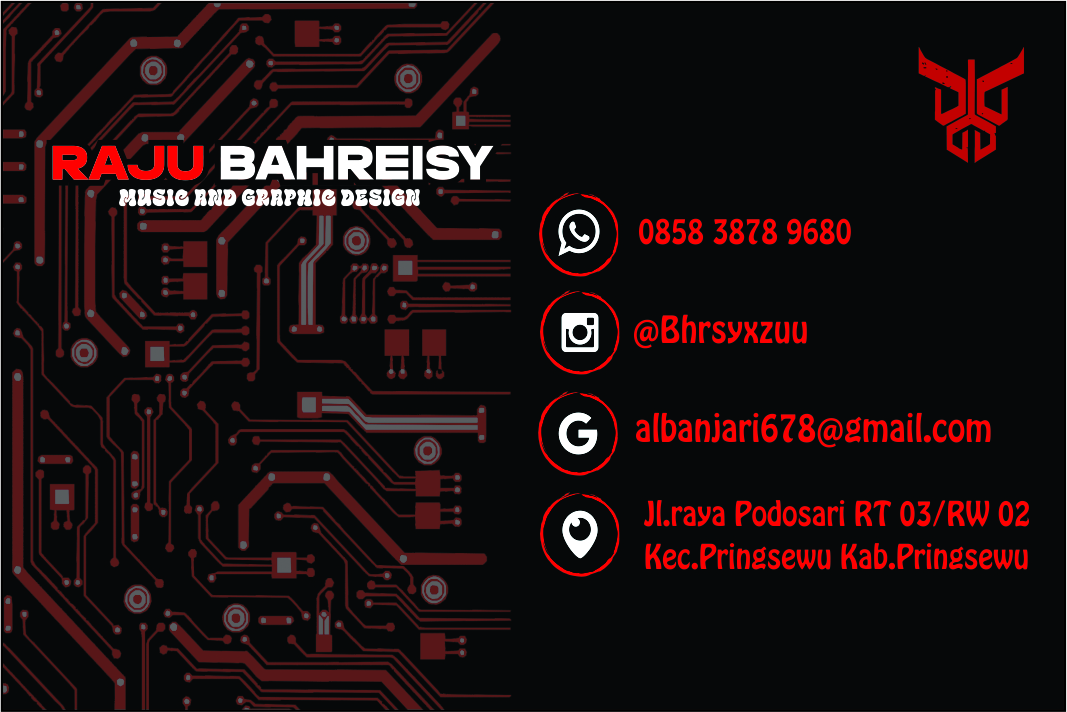 RAJU BAHREISY
MUSIC AND GRAPHIC DESIGN
0858 3878 9680
@Bhrsyxzuu
albanjari678@gmail.com
Jl.raya Podosari RT 03/RW 02
Kec.Pringsewu Kab.Pringsewu